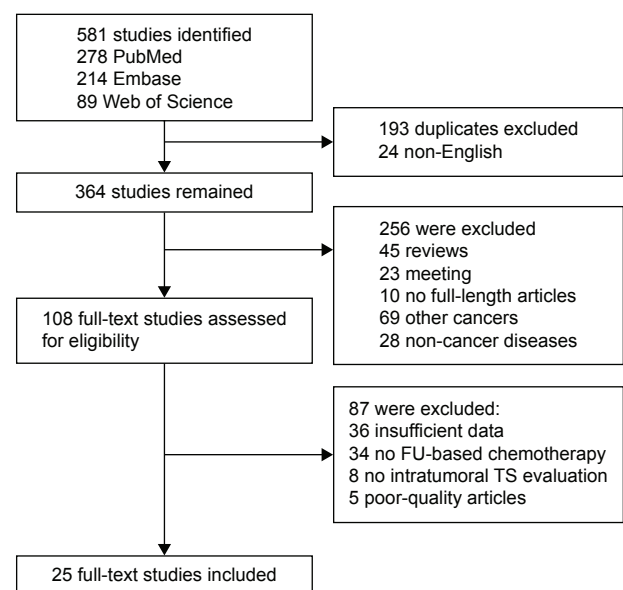 581 studies identified
278 PubMed
214 Embase
89 Web of Science
193 duplicates excluded
24 non-English
364 studies remained
256 were excluded
45 reviews
23 meeting
10 no full-length articles
69 other cancers
28 non-cancer diseases
108 full-text studies assessed
for eligibility
87 were excluded:
36 insufficient data
34 no FU-based chemotherapy
8 no intratumoral TS evaluation
5 poor-quality articles
25 full-text studies included